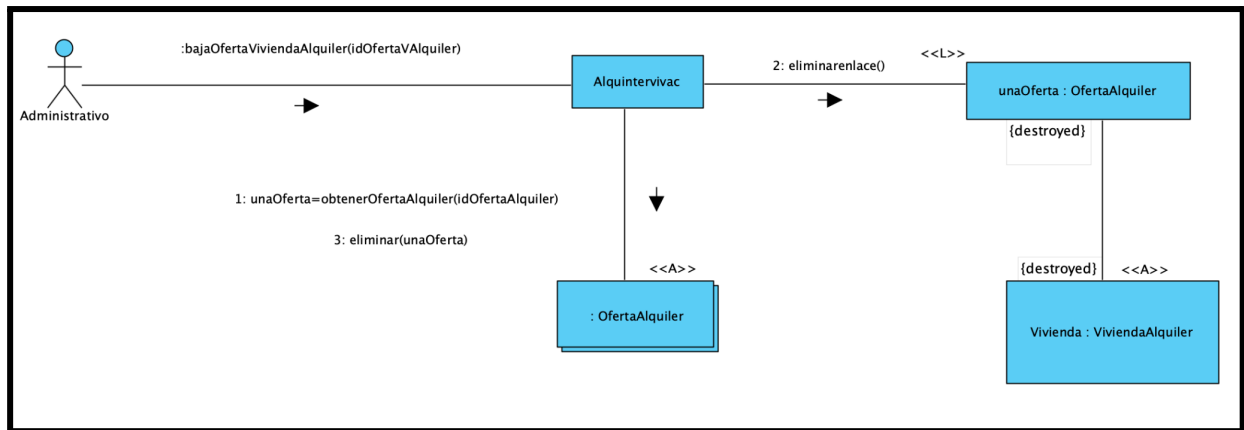 :bajaOfertaViviendaAlquiler(idOfertaVAlquiler)
Administrativo
Alquintervivac
2: eliminarenlace()
<<L>>
unaOferta : OfertaAlquiler
{destroyed}
1: unaOferta=obtenerOfertaAlquiler(idOfertaAlquiler)
3: eliminar(unaOferta)
<<A>>
: OfertaAlquiler
{destroyed}
<<A>>
Vivienda : ViviendaAlquiler